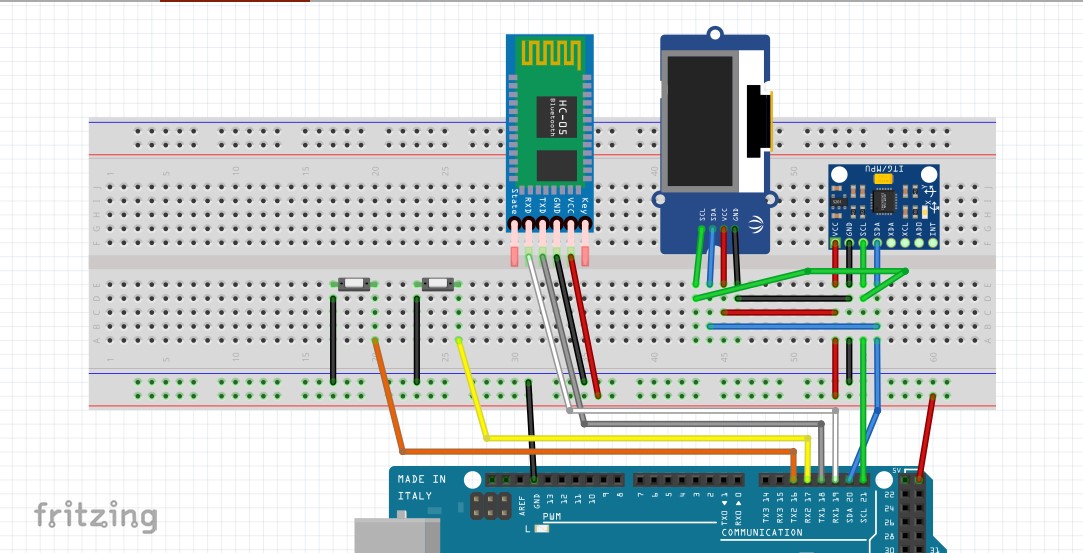 HC-05
Bluetooth
State
RXD
TXD
GND
VCC
Key
SCL
SDA
VCC
GND
ITG/MPU
VCC
GND
SCL
SDA
XDA
XCL
ADO
INT
1 5 10 15 25 30 40 45 50 60
J
I
H
G
F
E
D
C
B
A
MADE IN
ITALY
AREF
GND
13
12
11
10
9
8
7
6
5
4
3
2
TX0 ◄ 1
RX0 ► 0
TX3 14
RX3 15
TX2 16
RX2 17
TX1 18
RX1 19
SDA 20
SCL 21
5V
22
24
26
28
30
31
L
PWM
COMMUNICATION
fritzing